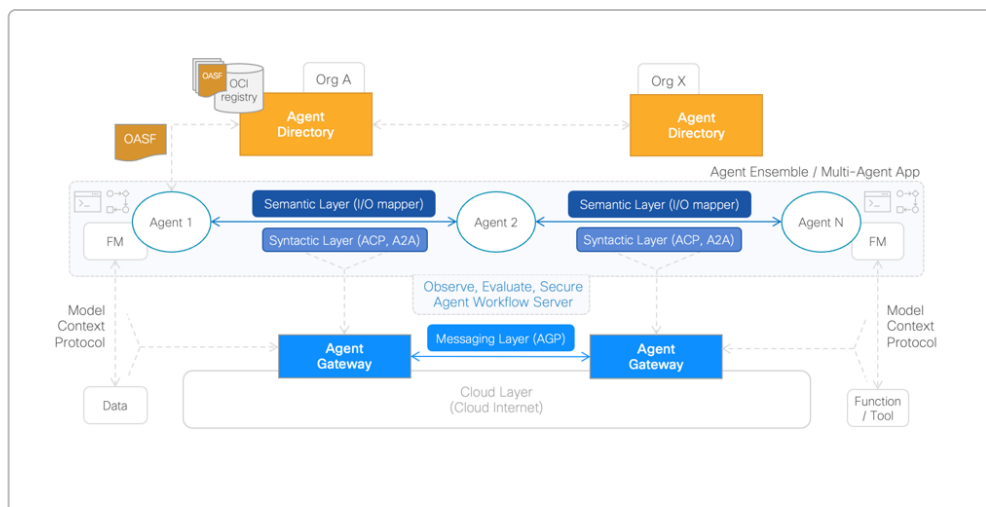 OASF
OCI
registry
Org A
Org X
Agent
Directory
Agent
Directory
OASF
Agent Ensemble / Multi-Agent App
Agent 1
Semantic Layer (I/O mapper)
Syntactic Layer (ACP, A2A)
Agent 2
Semantic Layer (I/O mapper)
Syntactic Layer (ACP, A2A)
Agent N
FM
FM
Observe, Evaluate, Secure
Agent Workflow Server
Model
Context
Protocol
Model
Context
Protocol
Agent
Gateway
Messaging Layer (AGP)
Agent
Gateway
Data
Cloud Layer
(Cloud Internet)
Function
/ Tool